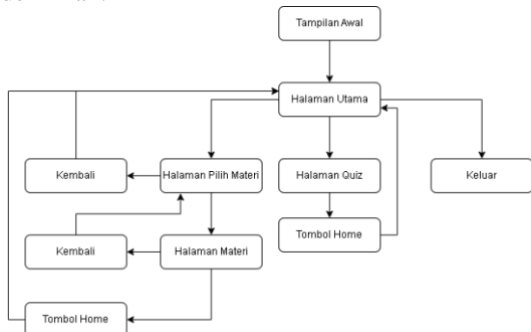 Tampilan Awal
Halaman Utama
Kembali
Halaman Pilih Materi
Halaman Quiz
Keluar
Kembali
Halaman Materi
Tombol Home
Tombol Home